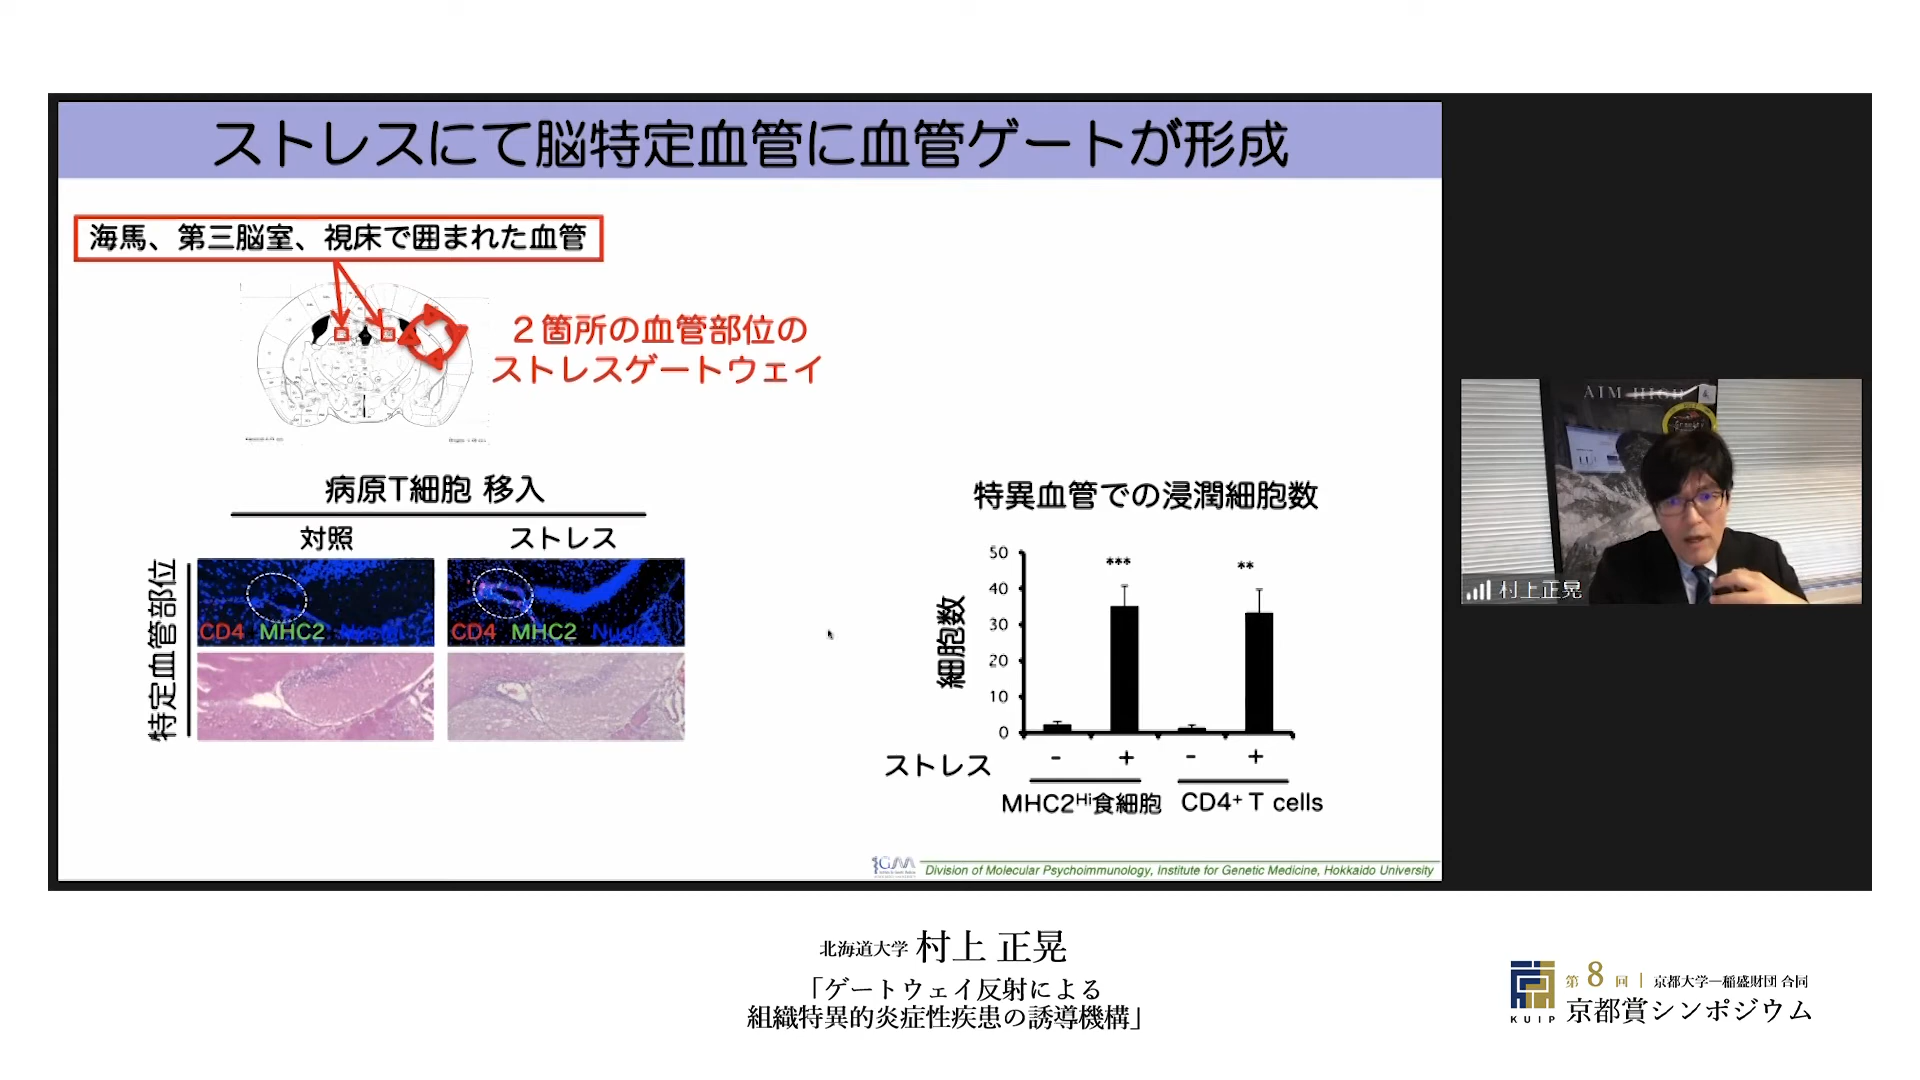 ストレスにて脳特定血管に血管ゲートが形成
海馬、第三脳室、視床で囲まれた血管
２箇所の血管部位の
ストレスゲートウェイ
病原T細胞 移入
対照 ストレス
特定血管部位
CD4 MHC2
CD4 MHC2
特異血管での浸潤細胞数
細胞数
50
40
30
20
10
0
*** **
ストレス - + - +
MHC2Hi食細胞 CD4+ T cells
Division of Molecular Psychoimmunology, Institute for Genetic Medicine, Hokkaido University
AIM HIGH
村上正晃
北海道大学 村上 正晃
「ゲートウェイ反射による
組織特異的炎症性疾患の誘導機構」
KUIP
第8回 | 京都大学―稲盛財団 合同
京都賞シンポジウム